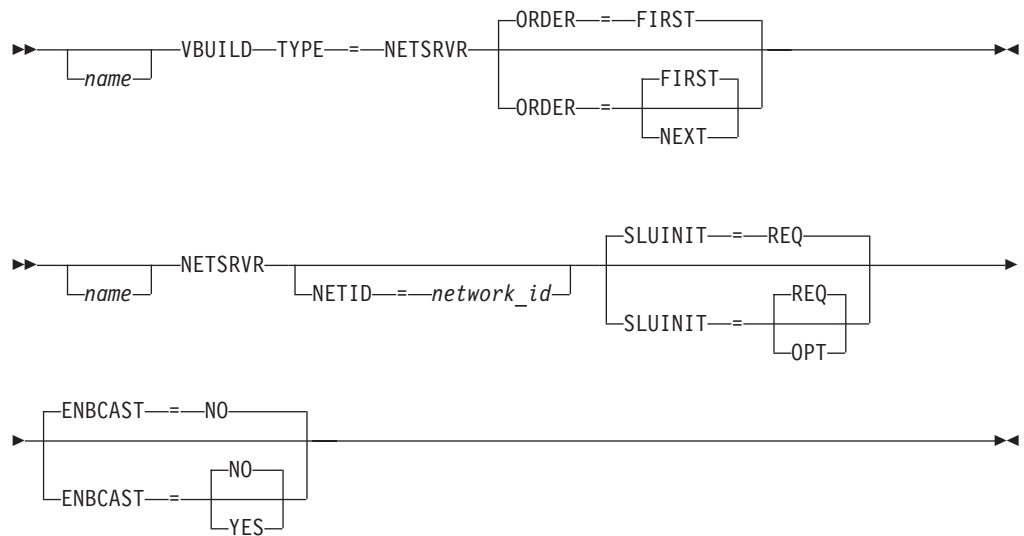 ORDER = FIRST
name VBUILD TYPE = NETSRVR
FIRST
ORDER =
NEXT
SLUINIT = REQ
name NETSRVR
NETID = network_id
REQ
SLUINIT =
OPT
ENBCAST = NO
NO
ENBCAST =
YES